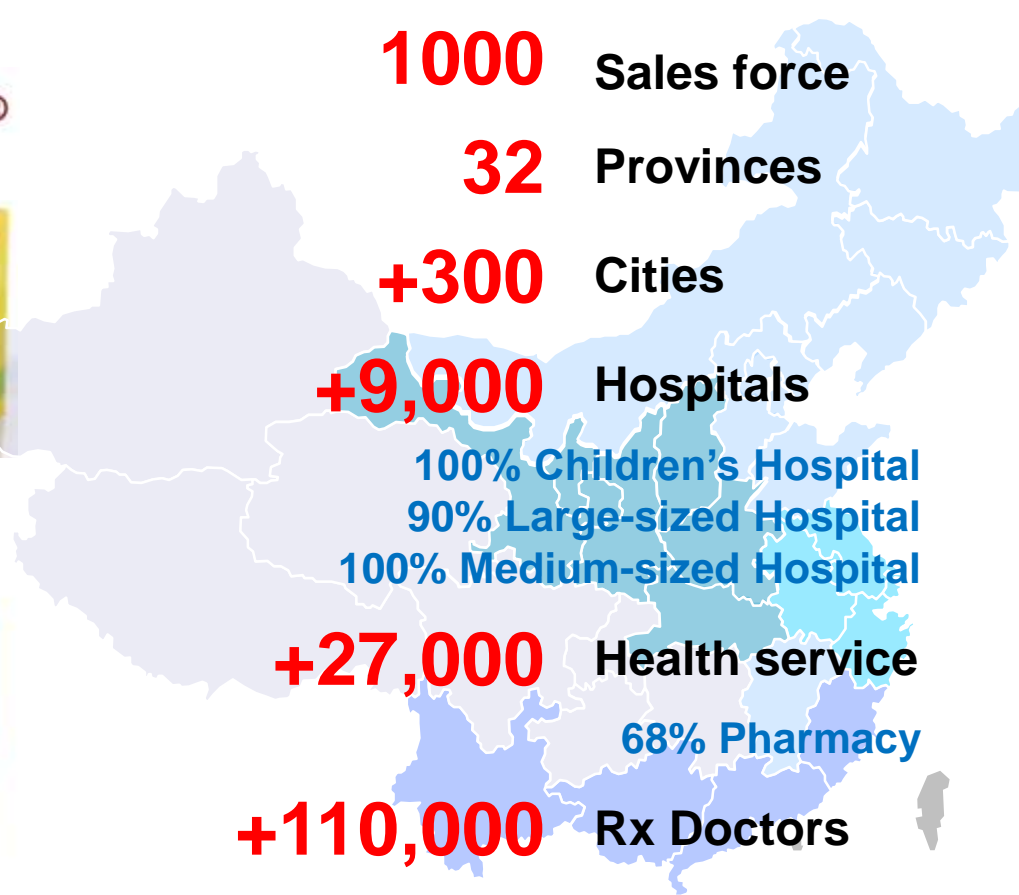 1000 Sales force
32 Provinces
+300 Cities
+9,000 Hospitals
100% Children’s Hospital
90% Large-sized Hospital
100% Medium-sized Hospital
+27,000 Health service
68% Pharmacy
+110,000 Rx Doctors